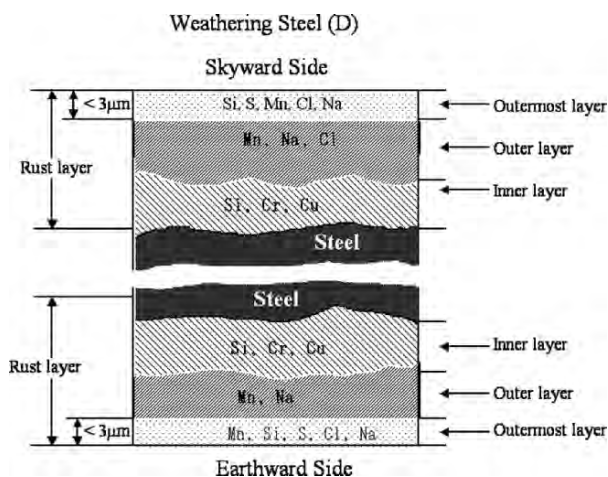 Weathering Steel (D)
Skyward Side
<3μm
Si, S, Mn, Cl, Na
Outermost layer
Mn, Na, Cl
Outer layer
Rust layer
Inner layer
Si, Cr, Cu
Steel
Steel
Si, Cr, Cu
Inner layer
Rust layer
Mn, Na
Outer layer
<3μm
Mn, Si, S, Cl, Na
Outermost layer
Earthward Side